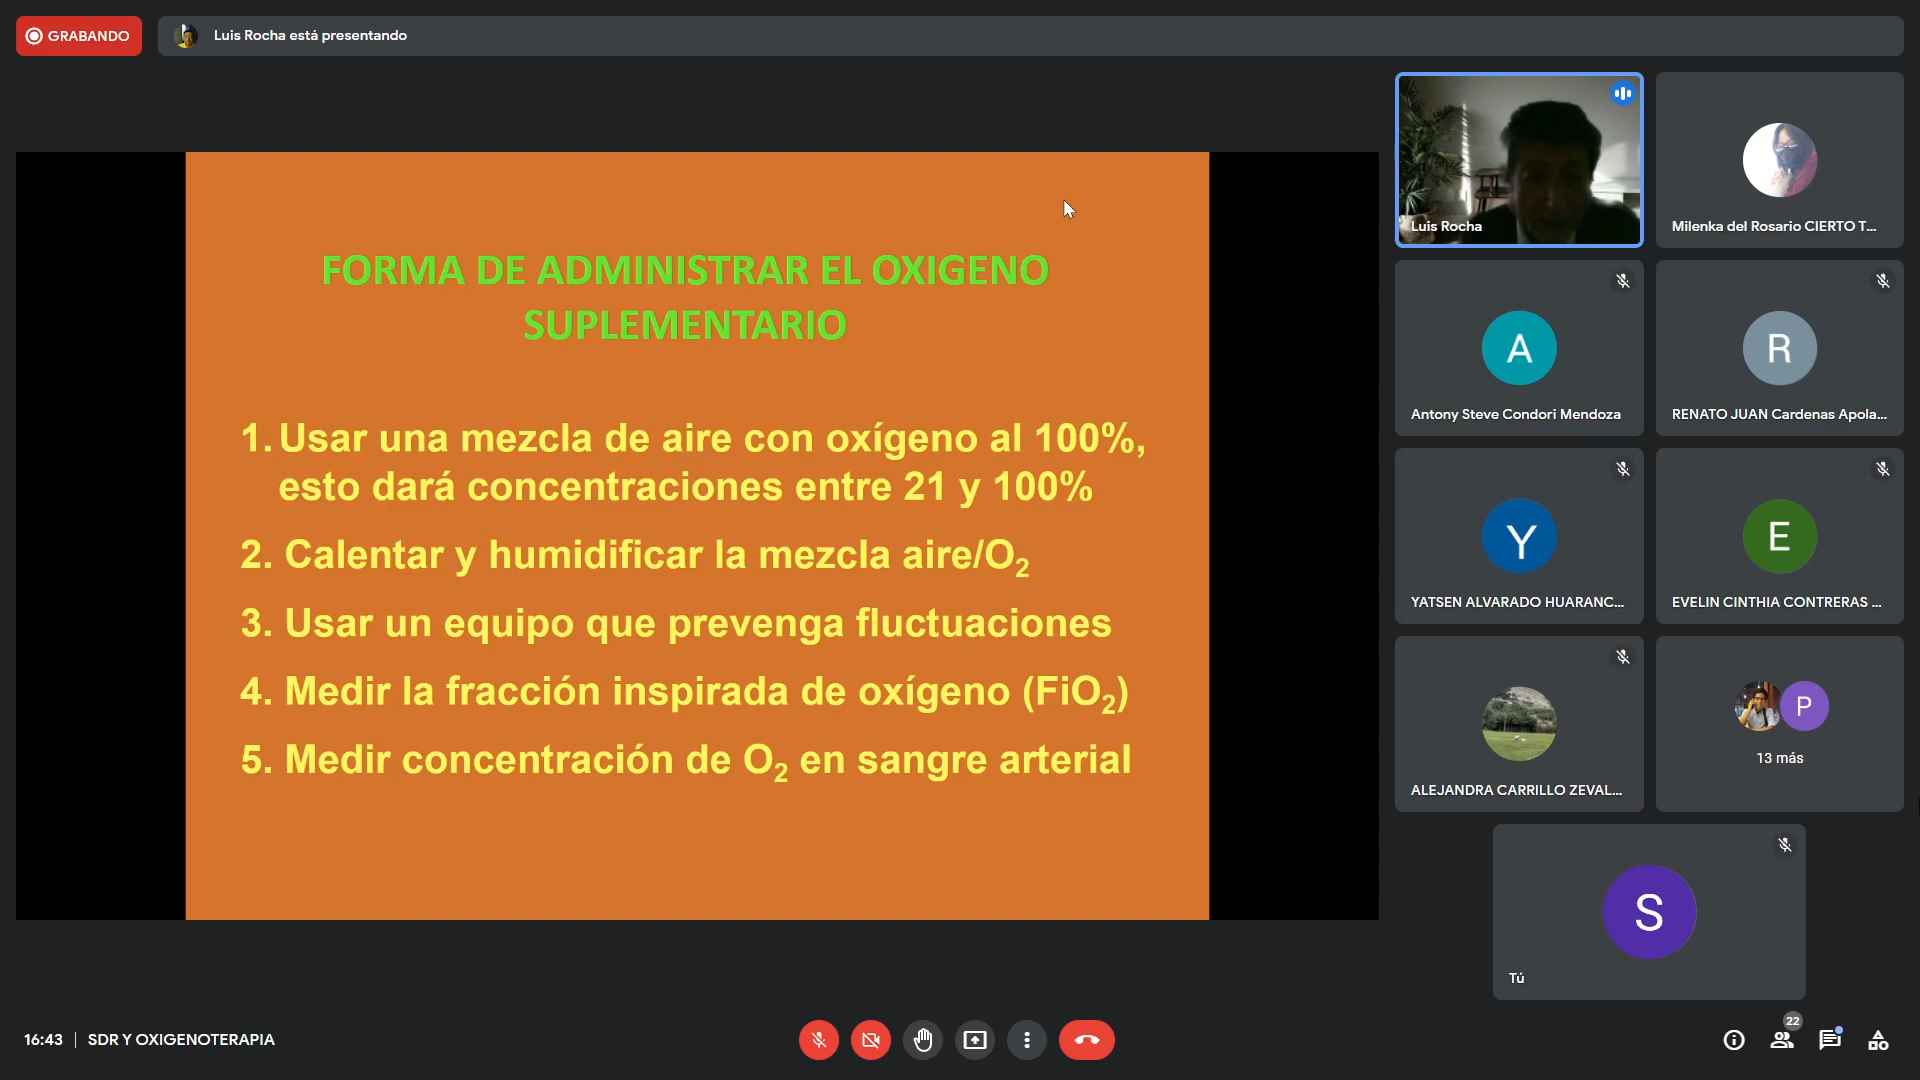 GRABANDO
Luis Rocha está presentando
FORMA DE ADMINISTRAR EL OXIGENO
SUPLEMENTARIO
1. Usar una mezcla de aire con oxígeno al 100%,
esto dará concentraciones entre 21 y 100%
2. Calentar y humidificar la mezcla aire/O₂
3. Usar un equipo que prevenga fluctuaciones
4. Medir la fracción inspirada de oxígeno (FiO₂)
5. Medir concentración de O₂ en sangre arterial
Luis Rocha
Milenka del Rosario CIERTO T...
A
Antony Steve Condori Mendoza
R
RENATO JUAN Cardenas Apola...
Y
YATSEN ALVARADO HUARANC...
E
EVELIN CINTHIA CONTRERAS ...
ALEJANDRA CARRILLO ZEVAL...
P
13 más
S
Tú
16:43 | SDR Y OXIGENOTERAPIA
22